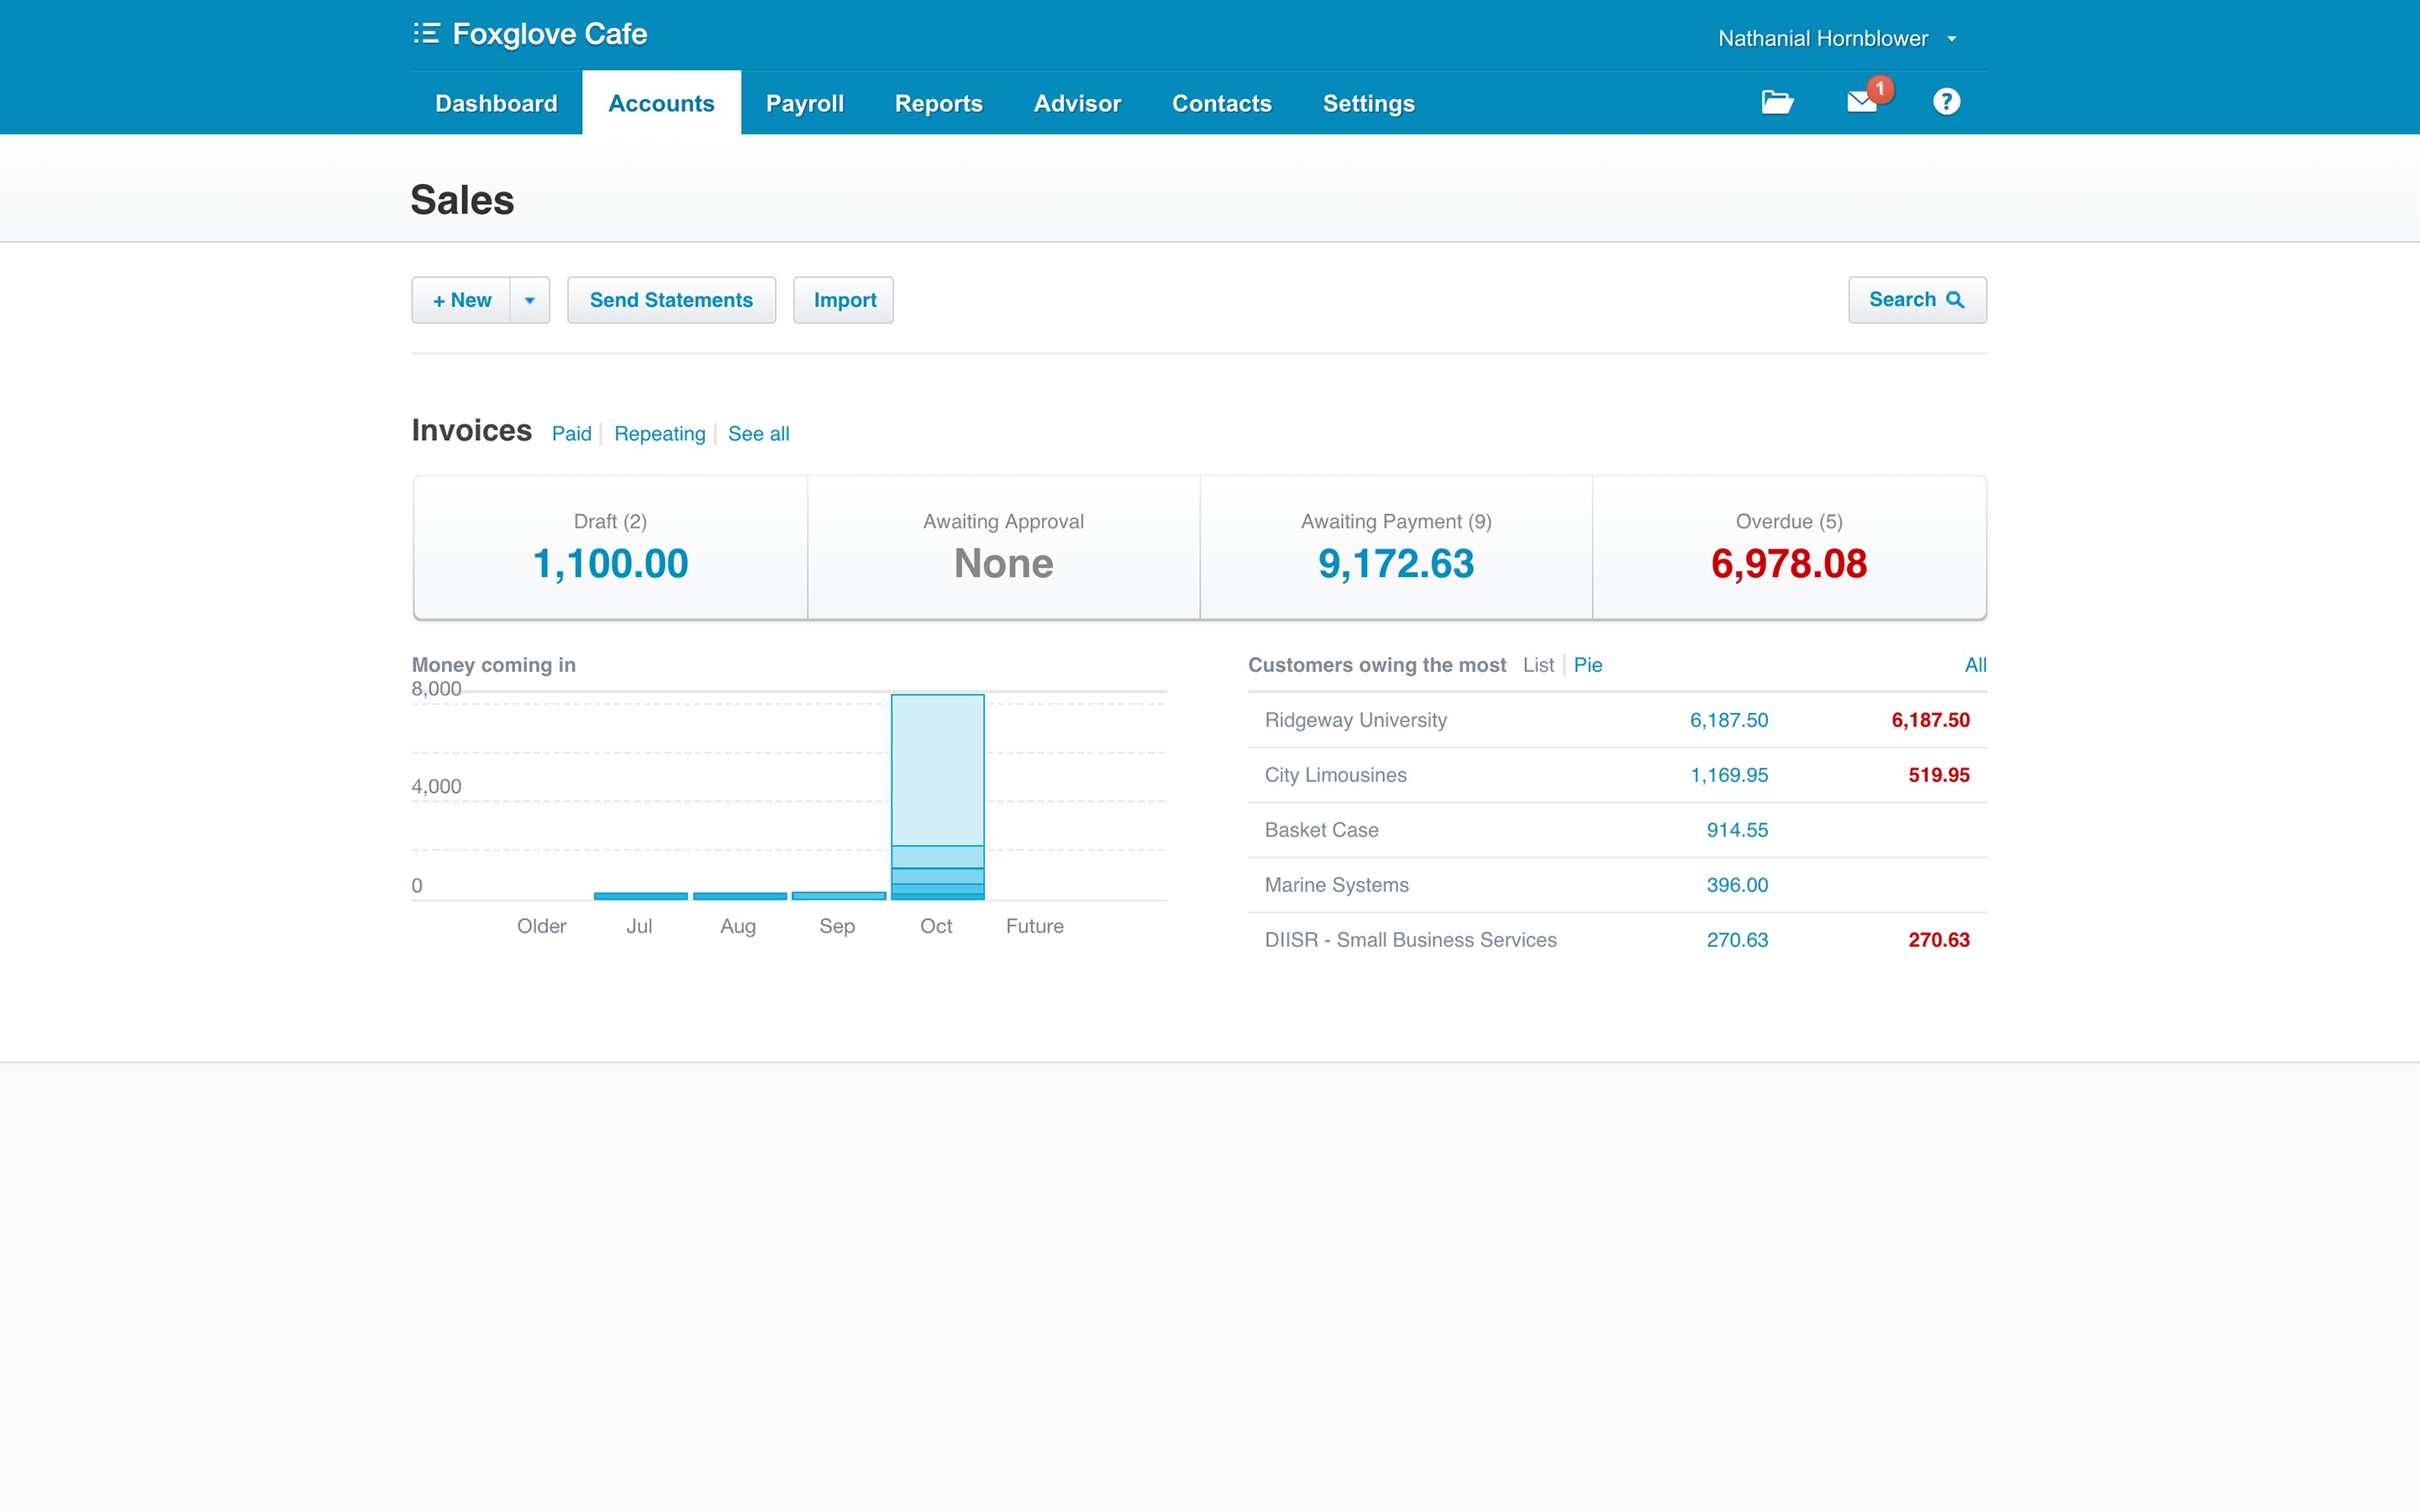 Foxglove Cafe
Nathanial Hornblower
Dashboard Accounts Payroll Reports Advisor Contacts Settings 1 ?
Sales
+ New Send Statements Import Search
Invoices Paid Repeating See all
Draft (2) Awaiting Approval Awaiting Payment (9) Overdue (5)
1,100.00 None 9,172.63 6,978.08
Money coming in
8,000
4,000
0
Older Jul Aug Sep Oct Future
Customers owing the most List Pie All
Ridgeway University 6,187.50 6,187.50
City Limousines 1,169.95 519.95
Basket Case 914.55
Marine Systems 396.00
DIISR - Small Business Services 270.63 270.63